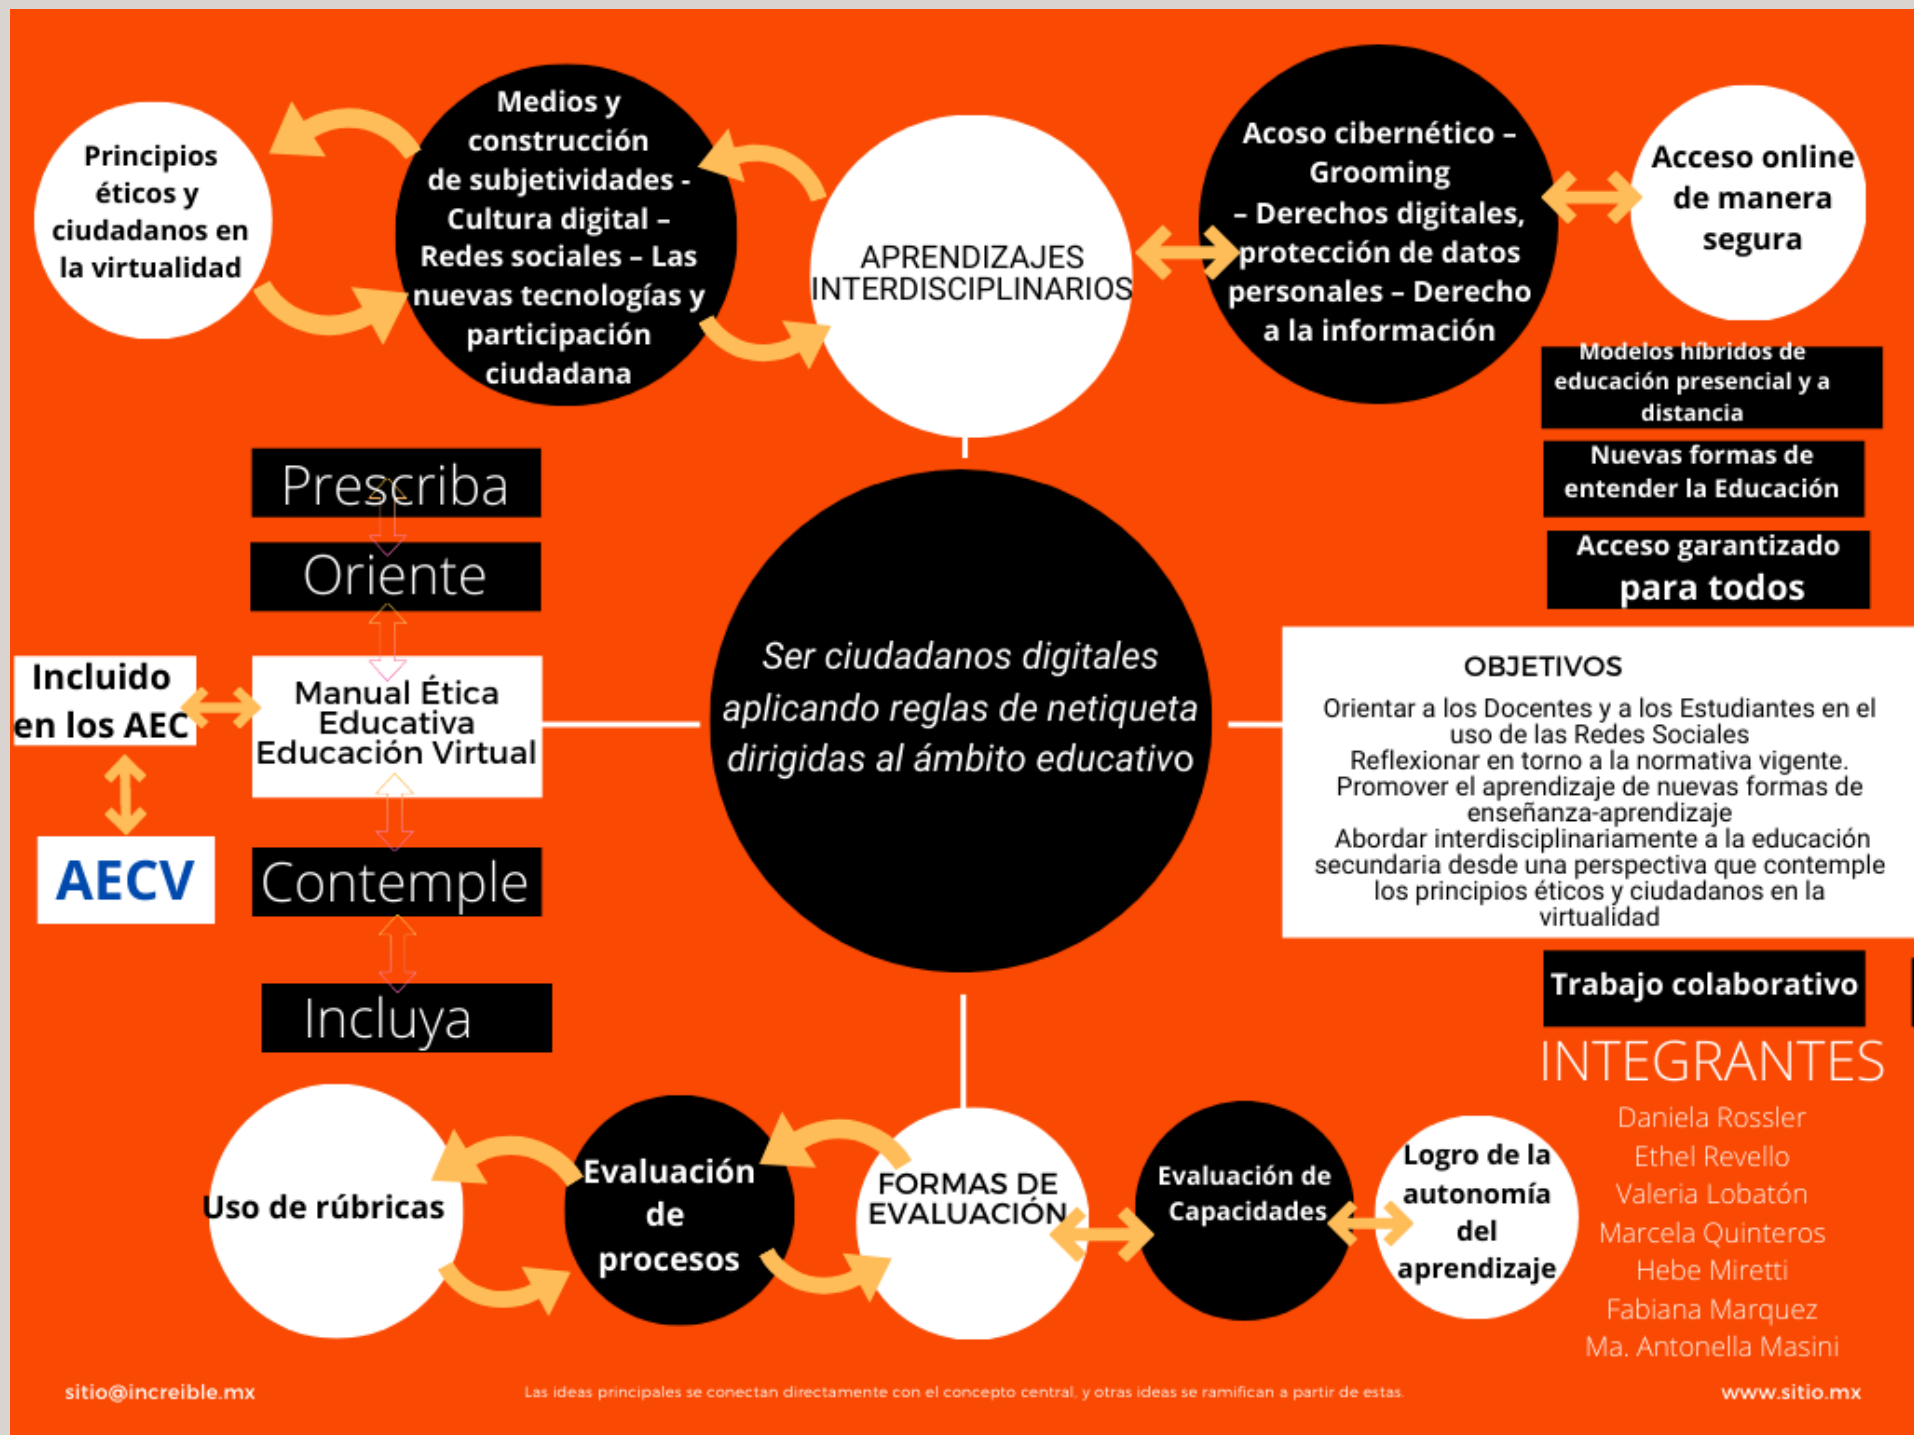 Principios
éticos y
ciudadanos en
la virtualidad
Medios y
construcción
de subjetividades -
Cultura digital –
Redes sociales – Las
nuevas tecnologías y
participación
ciudadana
APRENDIZAJES
INTERDISCIPLINARIOS
Acoso cibernético –
Grooming
– Derechos digitales,
protección de datos
personales – Derecho
a la información
Acceso online
de manera
segura
Modelos híbridos de
educación presencial y a
distancia
Nuevas formas de
entender la Educación
Acceso garantizado
para todos
Prescriba
Oriente
Incluido
en los AEC
Manual Ética
Educativa
Educación Virtual
AECV
Contemple
Incluya
Ser ciudadanos digitales
aplicando reglas de netiqueta
dirigidas al ámbito educativo
OBJETIVOS
Orientar a los Docentes y a los Estudiantes en el
uso de las Redes Sociales
Reflexionar en torno a la normativa vigente.
Promover el aprendizaje de nuevas formas de
enseñanza-aprendizaje
Abordar interdisciplinariamente a la educación
secundaria desde una perspectiva que contemple
los principios éticos y ciudadanos en la
virtualidad
Trabajo colaborativo
INTEGRANTES
Daniela Rossler
Ethel Revello
Valeria Lobatón
Marcela Quinteros
Hebe Miretti
Fabiana Marquez
Ma. Antonella Masini
Uso de rúbricas
Evaluación
de
procesos
FORMAS DE
EVALUACIÓN
Evaluación de
Capacidades
Logro de la
autonomía
del
aprendizaje
sitio@increible.mx
Las ideas principales se conectan directamente con el concepto central, y otras ideas se ramifican a partir de estas.
www.sitio.mx